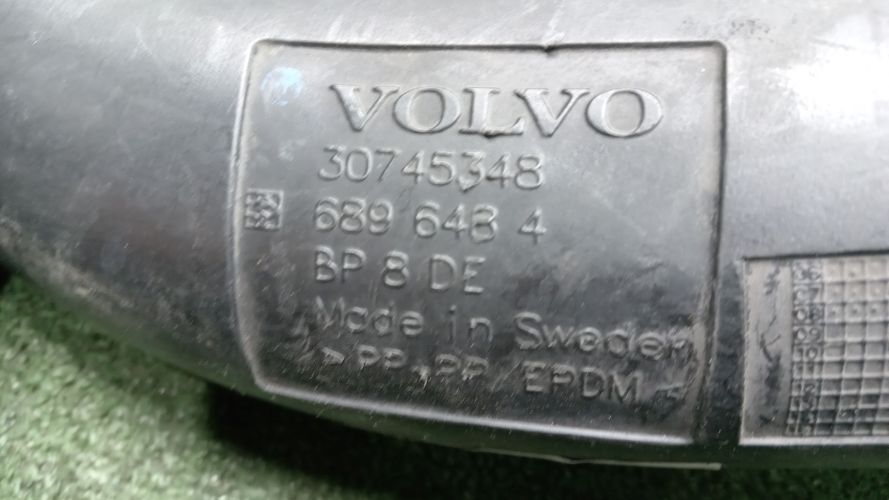 VOLVO
30745348
689 648 4
BP 8 DE
Made in Sweden
>PP,PP/EPDM<